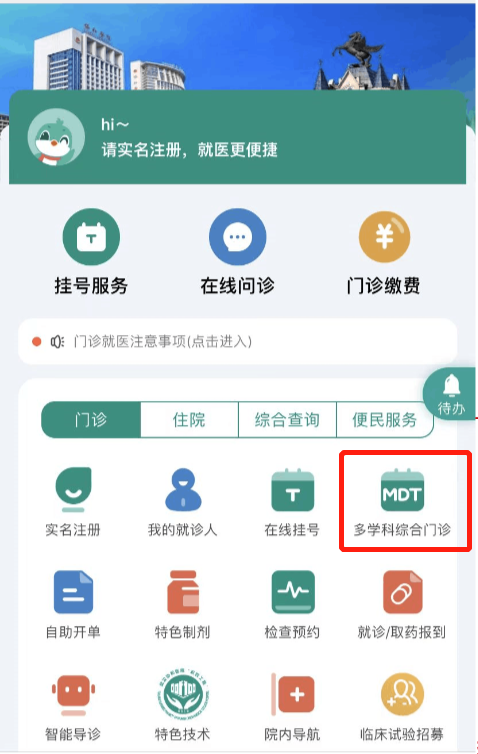 hi～
请实名注册，就医更便捷
挂号服务
在线问诊
门诊缴费
门诊就医注意事项(点击进入)
待办
门诊
住院
综合查询
便民服务
MDT
实名注册
我的就诊人
在线挂号
多学科综合门诊
自助开单
特色制剂
检查预约
就诊/取药报到
智能导诊
特色技术
院内导航
临床试验招募